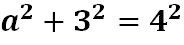 a² + 3² = 4²